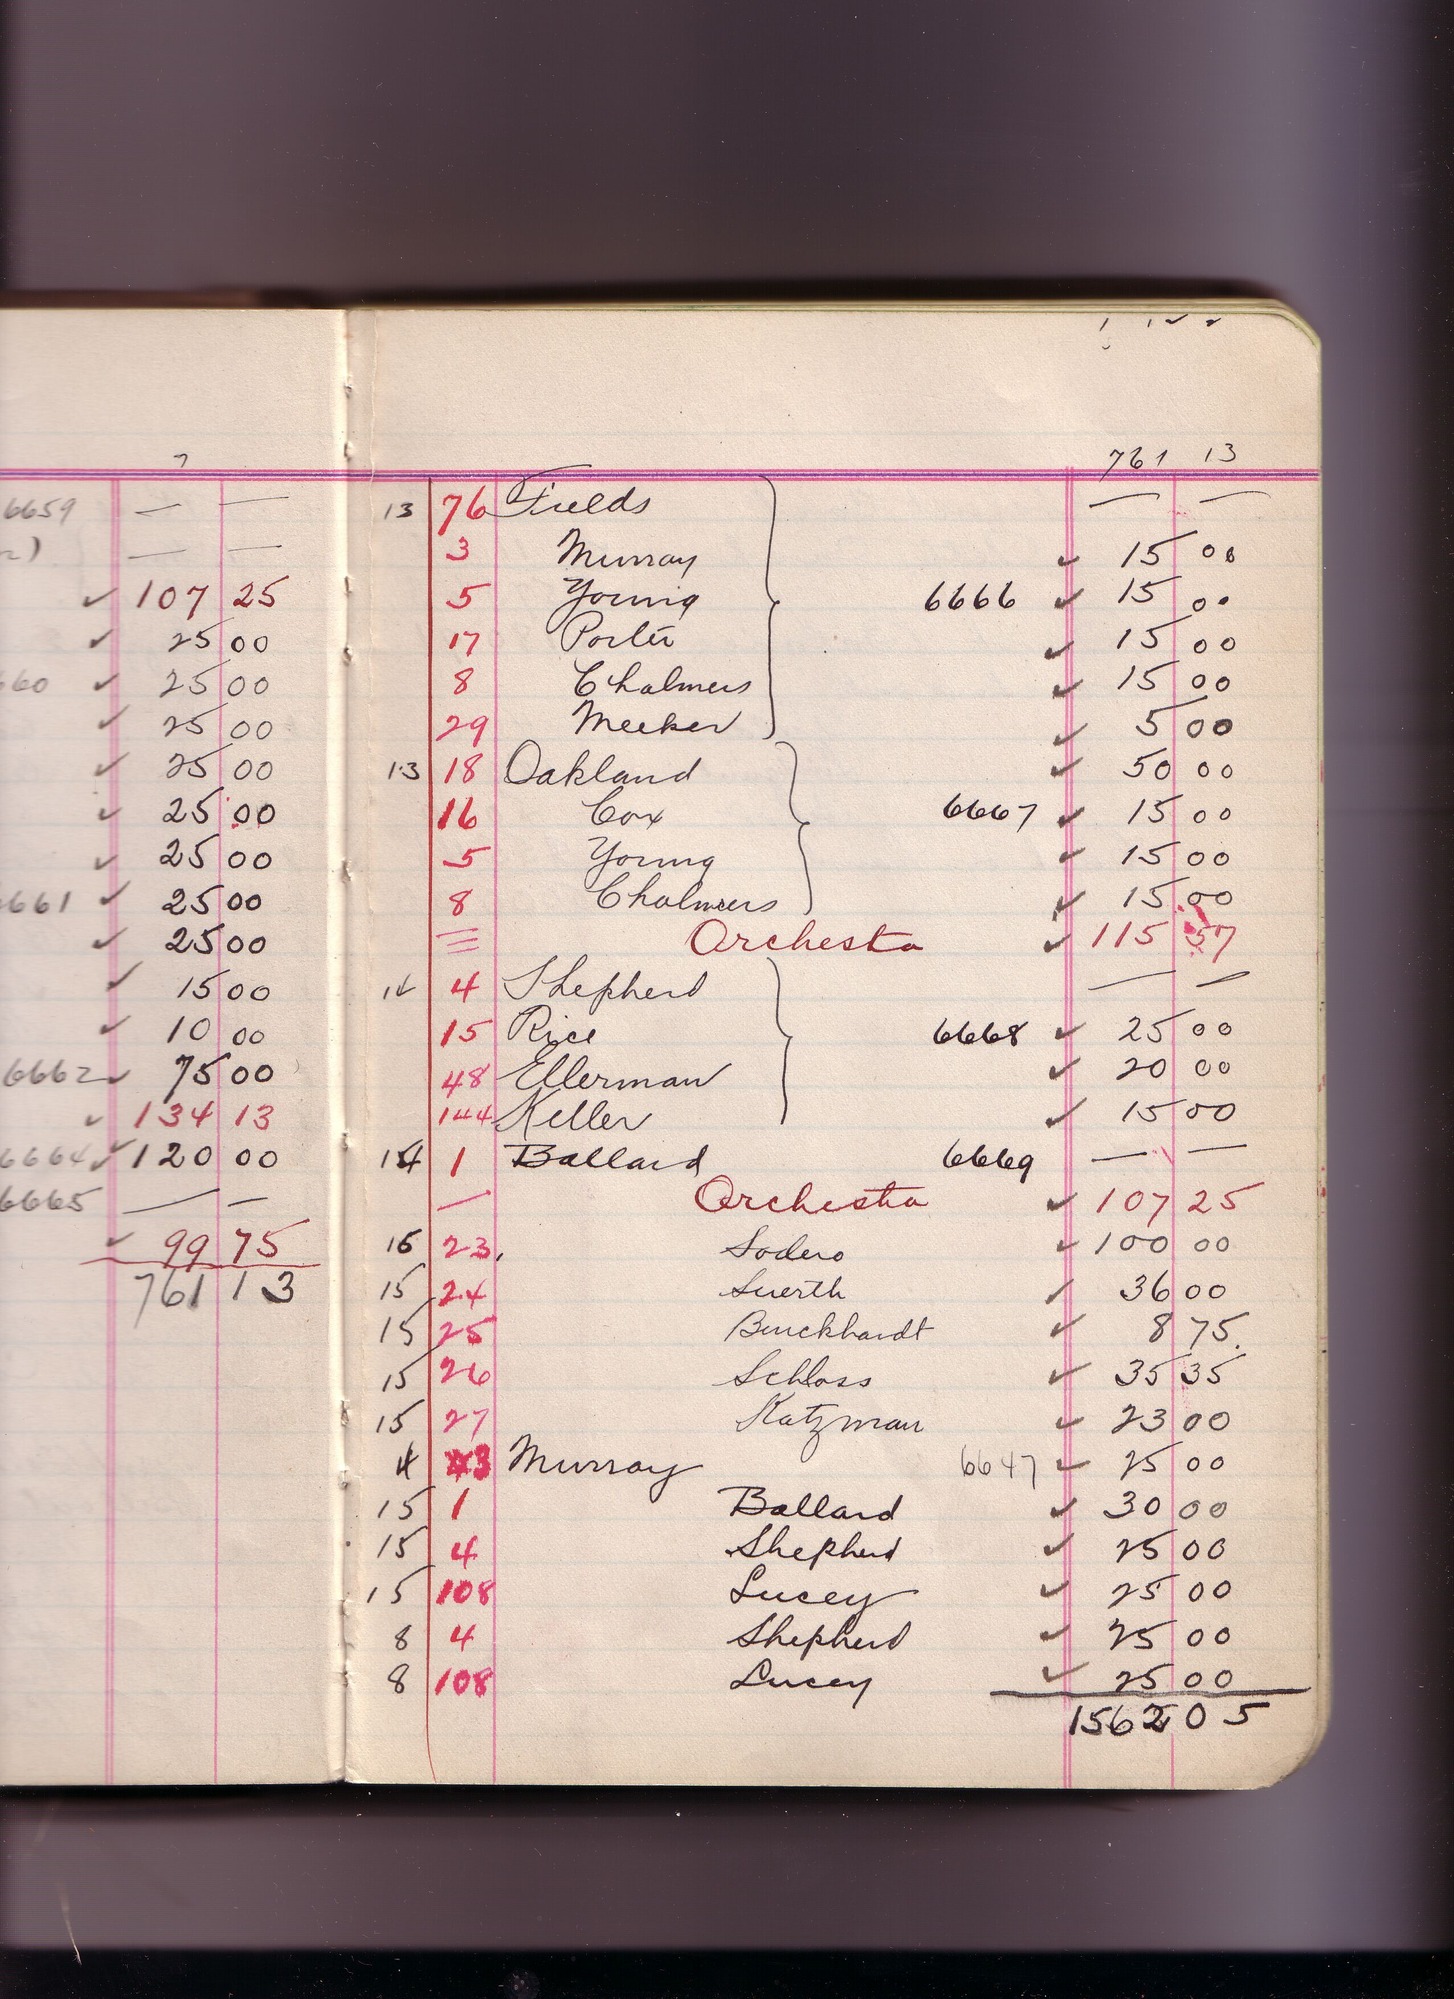 7
6659 — —
— —
✓ 107 25
✓ 25 00
660 ✓ 25 00
✓ 25 00
✓ 25 00
✓ 25 00
✓ 25 00
6661 ✓ 25 00
✓ 25 00
✓ 15 00
✓ 10 00
6662 ✓ 75 00
✓ 134 13
6664 ✓ 120 00
6665 — —
✓ 99 75
761 13
761 13
13 76 Fields — —
3 Murray ✓ 15 00
5 Young 6666 ✓ 15 00
17 Porter ✓ 15 00
8 Chalmers ✓ 15 00
29 Meeker ✓ 5 00
13 18 Oakland ✓ 50 00
16 Cox 6667 ✓ 15 00
5 Young ✓ 15 00
8 Chalmers ✓ 15 00
Orchestra ✓ 115 57
14 4 Shepherd — —
15 Rice 6668 ✓ 25 00
48 Ellerman ✓ 20 00
144 Keller ✓ 15 00
14 1 Ballard 6669 — —
— Orchestra ✓ 107 25
15 23. Sodero ✓ 100 00
15 24 Suerth ✓ 36 00
15 25 Burckhardt ✓ 8 75.
15 26 Schloss ✓ 35 35
15 27 Katzman ✓ 23 00
4 3 Murray 6647 ✓ 25 00
15 1 Ballard ✓ 30 00
15 4 Shepherd ✓ 25 00
15 108 Lucey ✓ 25 00
8 4 Shepherd ✓ 25 00
8 108 Lucey ✓ 25 00
1562 05